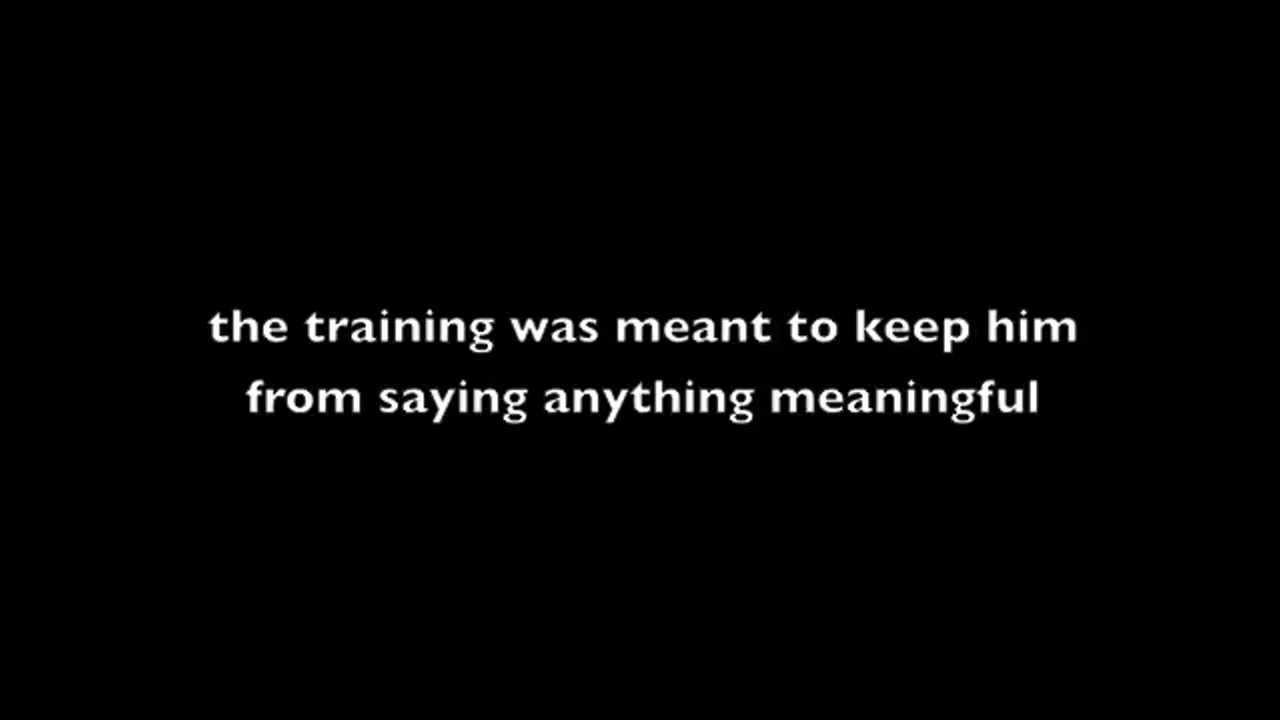 the training was meant to keep him
from saying anything meaningful